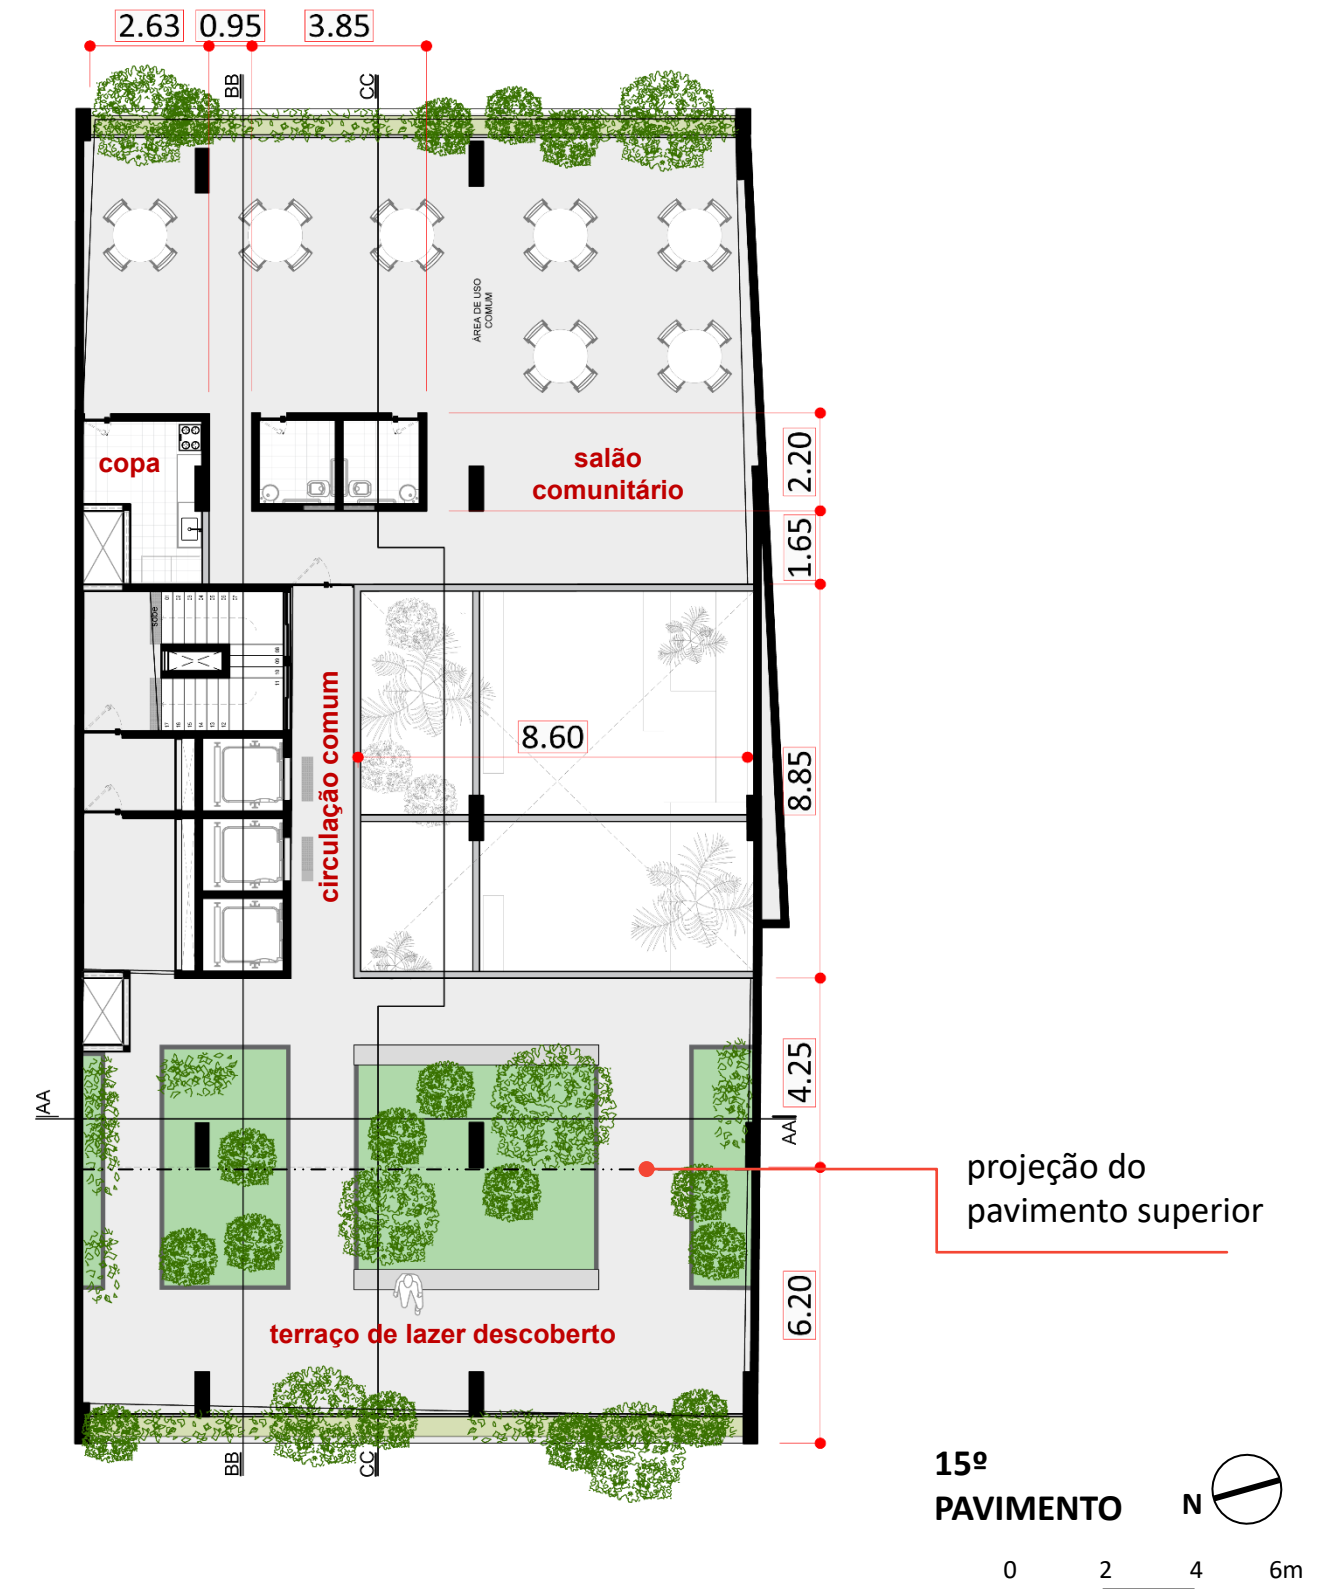 2.63 0.95 3.85
BB CC
ÁREA DE USO
COMUM
copa
salão
comunitário
2.20
1.65
sobe
circulação comum
8.60
8.85
4.25
AA
AA
projeção do
pavimento superior
6.20
terraço de lazer descoberto
BB CC
15º
PAVIMENTO
N
0 2 4 6m